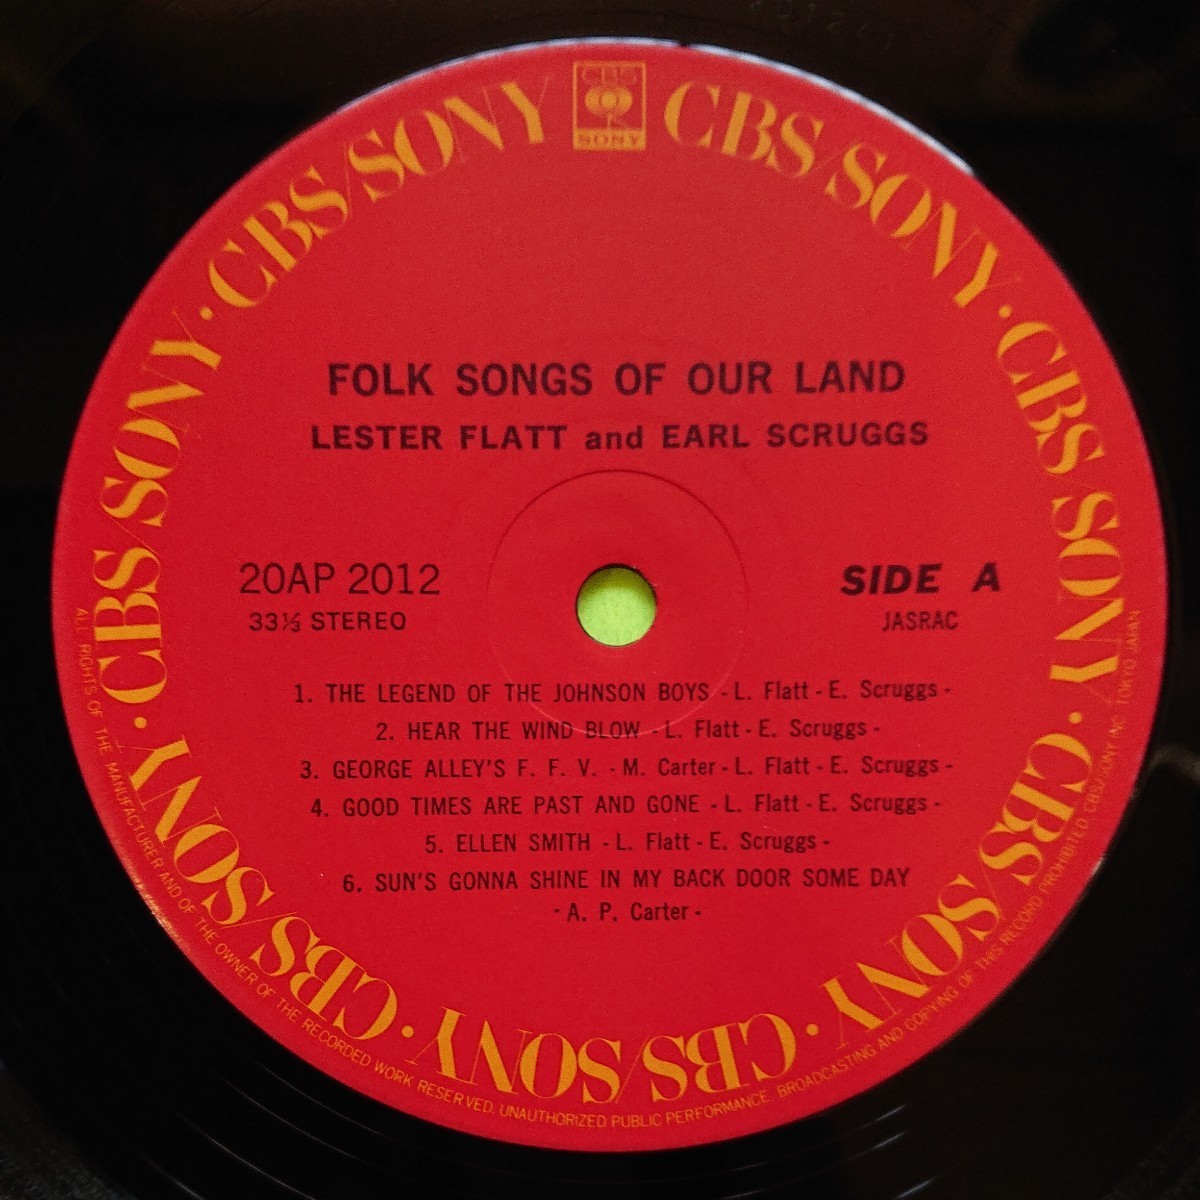 CBS
SONY
CBS/SONY · CBS/SONY · CBS/SONY · CBS/SONY · CBS/SONY · CBS/SONY · CBS/SONY · CBS/SONY
FOLK SONGS OF OUR LAND
LESTER FLATT and EARL SCRUGGS
20AP 2012
SIDE A
33⅓ STEREO
JASRAC
1. THE LEGEND OF THE JOHNSON BOYS - L. Flatt - E. Scruggs -
2. HEAR THE WIND BLOW - L. Flatt - E. Scruggs -
3. GEORGE ALLEY'S F. F. V. - M. Carter - L. Flatt - E. Scruggs -
4. GOOD TIMES ARE PAST AND GONE - L. Flatt - E. Scruggs -
5. ELLEN SMITH - L. Flatt - E. Scruggs -
6. SUN'S GONNA SHINE IN MY BACK DOOR SOME DAY
- A. P. Carter -
ALL RIGHTS OF THE MANUFACTURER AND OF THE OWNER OF THE RECORDED WORK RESERVED. UNAUTHORIZED PUBLIC PERFORMANCE. BROADCASTING AND COPYING OF THIS RECORD PROHIBITED CBS/SONY INC. TOKYO JAPAN